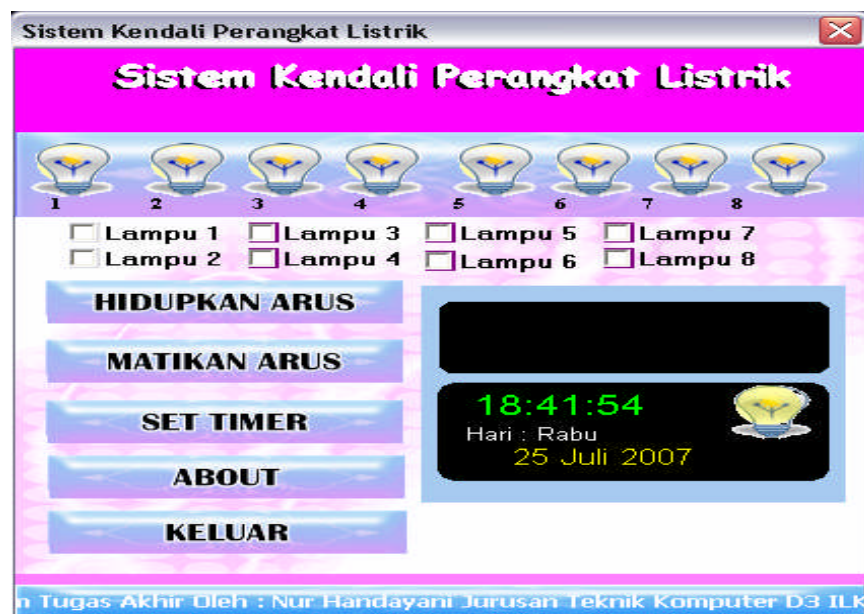 Sistem Kendali Perangkat Listrik
Sistem Kendali Perangkat Listrik
1 2 3 4 5 6 7 8
Lampu 1 Lampu 3 Lampu 5 Lampu 7
Lampu 2 Lampu 4 Lampu 6 Lampu 8
HIDUPKAN ARUS
MATIKAN ARUS
SET TIMER
ABOUT
KELUAR
18:41:54
Hari : Rabu
25 Juli 2007
n Tugas Akhir Oleh : Nur Handayani Jurusan Teknik Komputer D3 IL